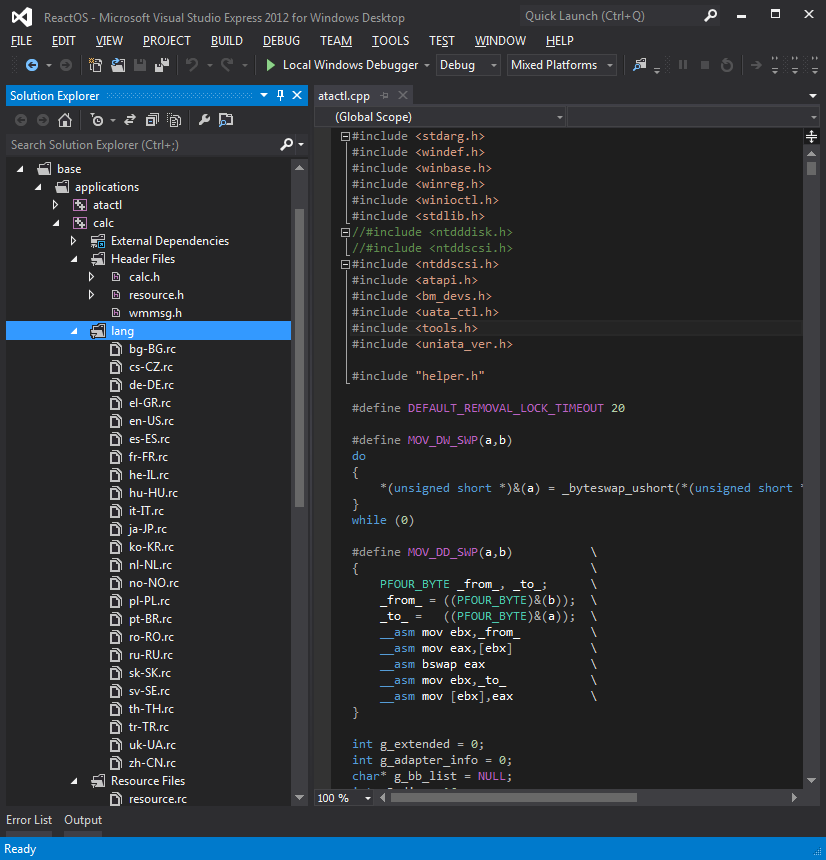 ReactOS - Microsoft Visual Studio Express 2012 for Windows Desktop
Quick Launch (Ctrl+Q)
FILE EDIT VIEW PROJECT BUILD DEBUG TEAM TOOLS TEST WINDOW HELP
Local Windows Debugger Debug Mixed Platforms
Solution Explorer
Search Solution Explorer (Ctrl+;)
base
applications
atactl
calc
External Dependencies
Header Files
calc.h
resource.h
wmmsg.h
lang
bg-BG.rc
cs-CZ.rc
de-DE.rc
el-GR.rc
en-US.rc
es-ES.rc
fr-FR.rc
he-IL.rc
hu-HU.rc
it-IT.rc
ja-JP.rc
ko-KR.rc
nl-NL.rc
no-NO.rc
pl-PL.rc
pt-BR.rc
ro-RO.rc
ru-RU.rc
sk-SK.rc
sv-SE.rc
th-TH.rc
tr-TR.rc
uk-UA.rc
zh-CN.rc
Resource Files
resource.rc
atactl.cpp
(Global Scope)
#include <stdarg.h>
#include <windef.h>
#include <winbase.h>
#include <winreg.h>
#include <winioctl.h>
#include <stdlib.h>
//#include <ntdddisk.h>
//#include <ntddscsi.h>
#include <ntddscsi.h>
#include <atapi.h>
#include <bm_devs.h>
#include <uata_ctl.h>
#include <tools.h>
#include <uniata_ver.h>
#include "helper.h"
#define DEFAULT_REMOVAL_LOCK_TIMEOUT 20
#define MOV_DW_SWP(a,b)
do
{
*(unsigned short *)&(a) = _byteswap_ushort(*(unsigned short *
}
while (0)
#define MOV_DD_SWP(a,b) \
{ \
PFOUR_BYTE _from_, _to_; \
_from_ = ((PFOUR_BYTE)&(b)); \
_to_ = ((PFOUR_BYTE)&(a)); \
__asm mov ebx,_from_ \
__asm mov eax,[ebx] \
__asm bswap eax \
__asm mov ebx,_to_ \
__asm mov [ebx],eax \
}
int g_extended = 0;
int g_adapter_info = 0;
char* g_bb_list = NULL;
100 %
Error List Output
Ready